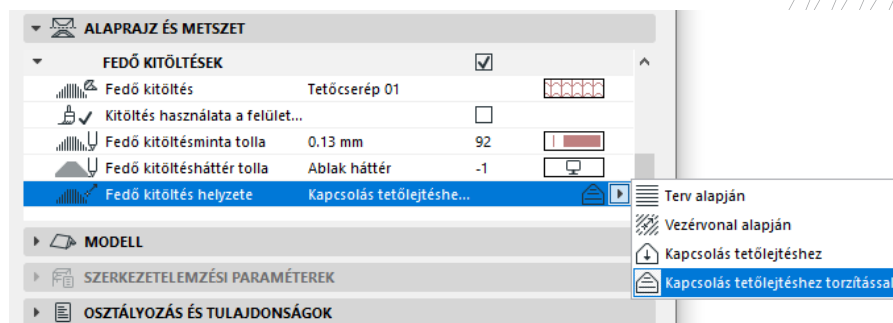 ALAPRAJZ ÉS METSZET
FEDŐ KITÖLTÉSEK
Fedő kitöltés Tetőcserép 01
Kitöltés használata a felület...
Fedő kitöltésminta tolla 0.13 mm 92
Fedő kitöltésháttér tolla Ablak háttér -1
Fedő kitöltés helyzete Kapcsolás tetőlejtéshe...
Terv alapján
Vezérvonal alapján
Kapcsolás tetőlejtéshez
Kapcsolás tetőlejtéshez torzítással
MODELL
SZERKEZETELEMZÉSI PARAMÉTEREK
OSZTÁLYOZÁS ÉS TULAJDONSÁGOK